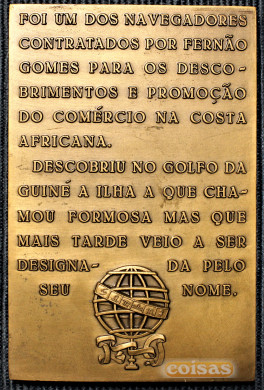 FOI UM DOS NAVEGADORES
CONTRATADOS POR FERNÃO
GOMES PARA OS DESCO-
BRIMENTOS E PROMOÇÃO
DO COMÉRCIO NA COSTA
AFRICANA.
DESCOBRIU NO GOLFO DA
GUINÉ A ILHA A QUE CHA-
MOU FORMOSA MAS QUE
MAIS TARDE VEIO A SER
DESIGNA- DA PELO
SEU NOME.
coisas